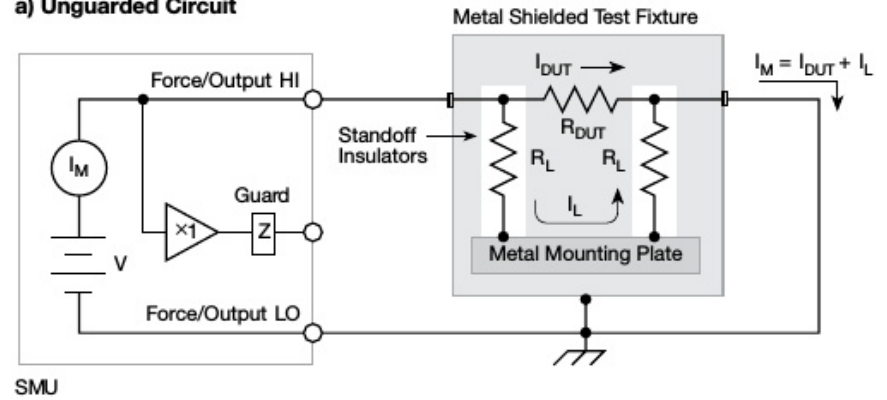 a) Unguarded Circuit
Metal Shielded Test Fixture
Force/Output HI
I_DUT
I_M = I_DUT + I_L
Standoff
Insulators
R_DUT
R_L
R_L
I_M
Guard
×1
Z
I_L
V
Metal Mounting Plate
Force/Output LO
SMU